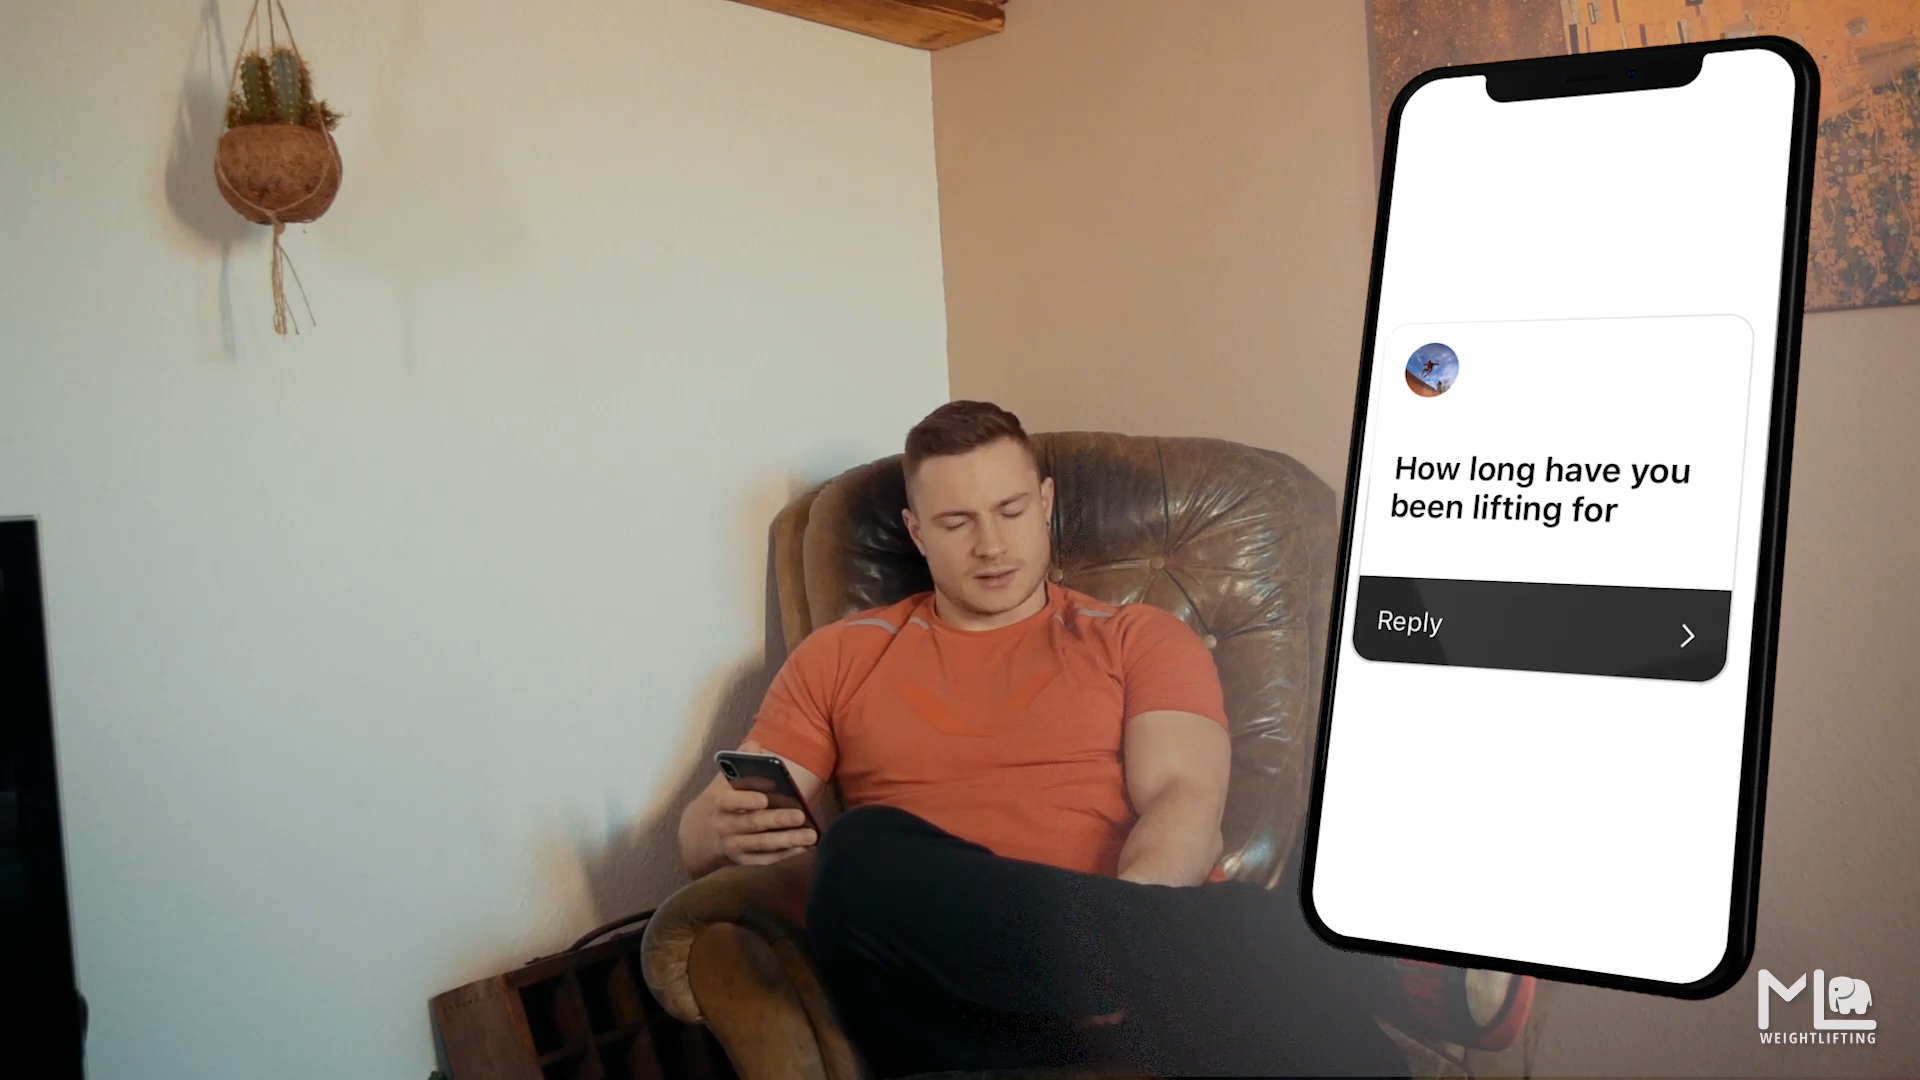 How long have you
been lifting for
Reply
ML
WEIGHTLIFTING